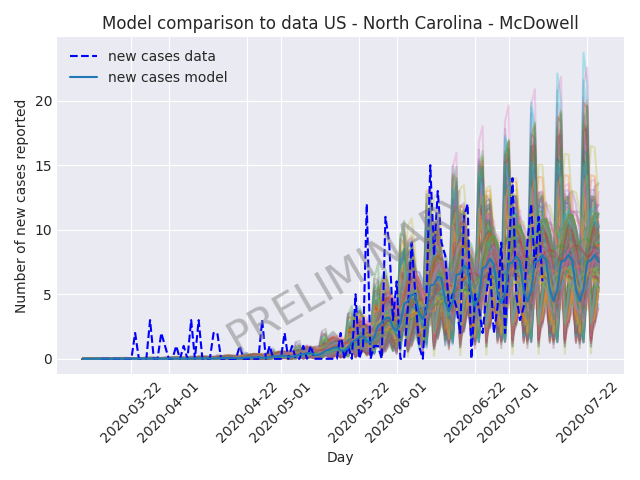 Model comparison to data US - North Carolina - McDowell
new cases data
new cases model
Number of new cases reported
20
15
10
5
0
PRELIMINARY
2020-03-22
2020-04-01
2020-04-22
2020-05-01
2020-05-22
2020-06-01
2020-06-22
2020-07-01
2020-07-22
Day